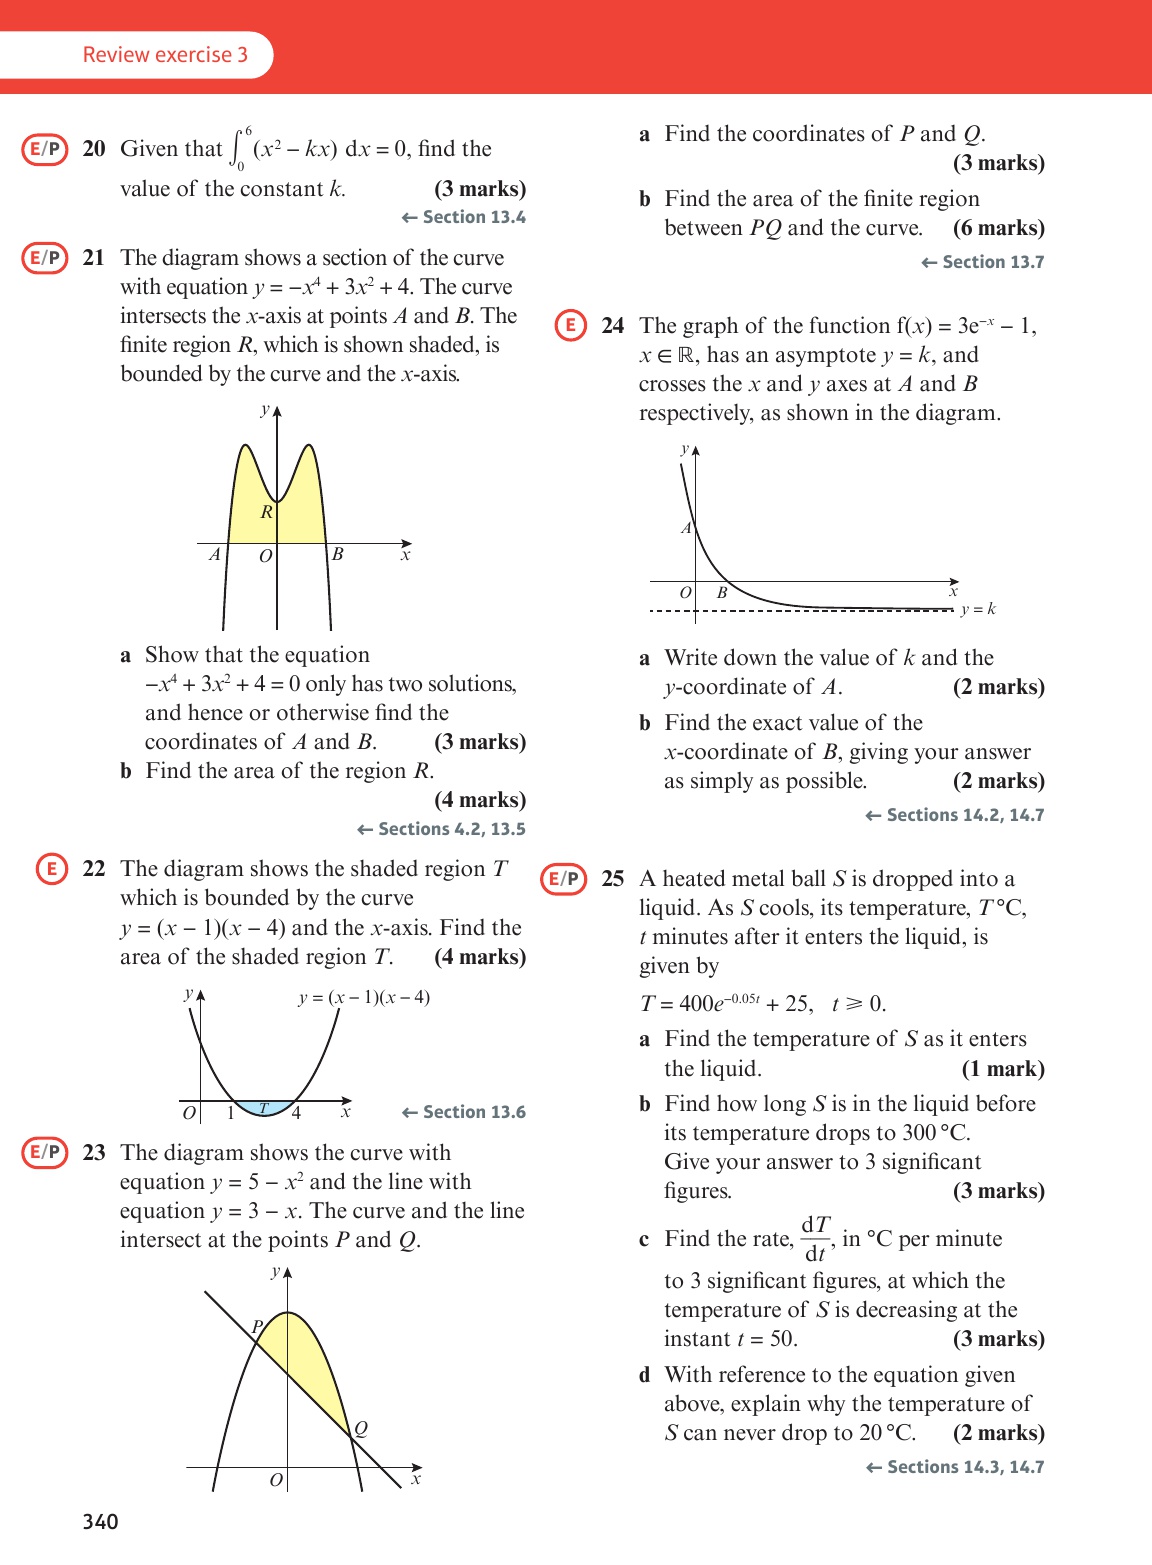 Review exercise 3
E/P 20 Given that ∫₀⁶ (x² − kx) dx = 0, find the
value of the constant k. (3 marks)
← Section 13.4
E/P 21 The diagram shows a section of the curve
with equation y = −x⁴ + 3x² + 4. The curve
intersects the x-axis at points A and B. The
finite region R, which is shown shaded, is
bounded by the curve and the x-axis.
y
R
A O B x
a Show that the equation
−x⁴ + 3x² + 4 = 0 only has two solutions,
and hence or otherwise find the
coordinates of A and B. (3 marks)
b Find the area of the region R.
(4 marks)
← Sections 4.2, 13.5
E 22 The diagram shows the shaded region T
which is bounded by the curve
y = (x − 1)(x − 4) and the x-axis. Find the
area of the shaded region T. (4 marks)
y y = (x − 1)(x − 4)
O 1 T 4 x
← Section 13.6
E/P 23 The diagram shows the curve with
equation y = 5 − x² and the line with
equation y = 3 − x. The curve and the line
intersect at the points P and Q.
y
P
Q
O x
a Find the coordinates of P and Q.
(3 marks)
b Find the area of the finite region
between PQ and the curve. (6 marks)
← Section 13.7
E 24 The graph of the function f(x) = 3e⁻ˣ − 1,
x ∈ ℝ, has an asymptote y = k, and
crosses the x and y axes at A and B
respectively, as shown in the diagram.
y
A
O B x
y = k
a Write down the value of k and the
y-coordinate of A. (2 marks)
b Find the exact value of the
x-coordinate of B, giving your answer
as simply as possible. (2 marks)
← Sections 14.2, 14.7
E/P 25 A heated metal ball S is dropped into a
liquid. As S cools, its temperature, T °C,
t minutes after it enters the liquid, is
given by
T = 400e^−0.05t + 25, t ⩾ 0.
a Find the temperature of S as it enters
the liquid. (1 mark)
b Find how long S is in the liquid before
its temperature drops to 300 °C.
Give your answer to 3 significant
figures. (3 marks)
c Find the rate, dT/dt, in °C per minute
to 3 significant figures, at which the
temperature of S is decreasing at the
instant t = 50. (3 marks)
d With reference to the equation given
above, explain why the temperature of
S can never drop to 20 °C. (2 marks)
← Sections 14.3, 14.7
340